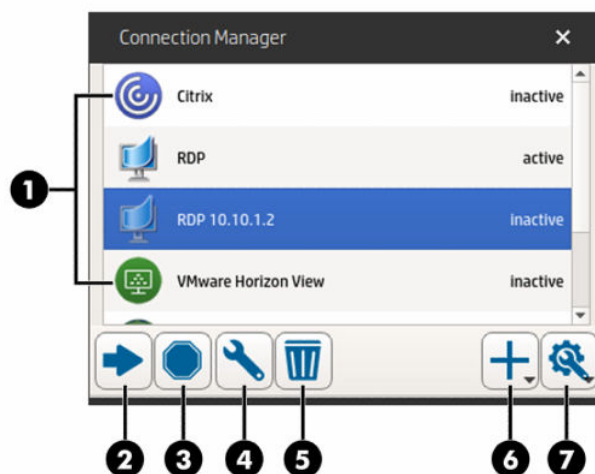 Connection Manager
Citrix inactive
RDP active
RDP 10.10.1.2 inactive
VMware Horizon View inactive
1
2 3 4 5 6 7